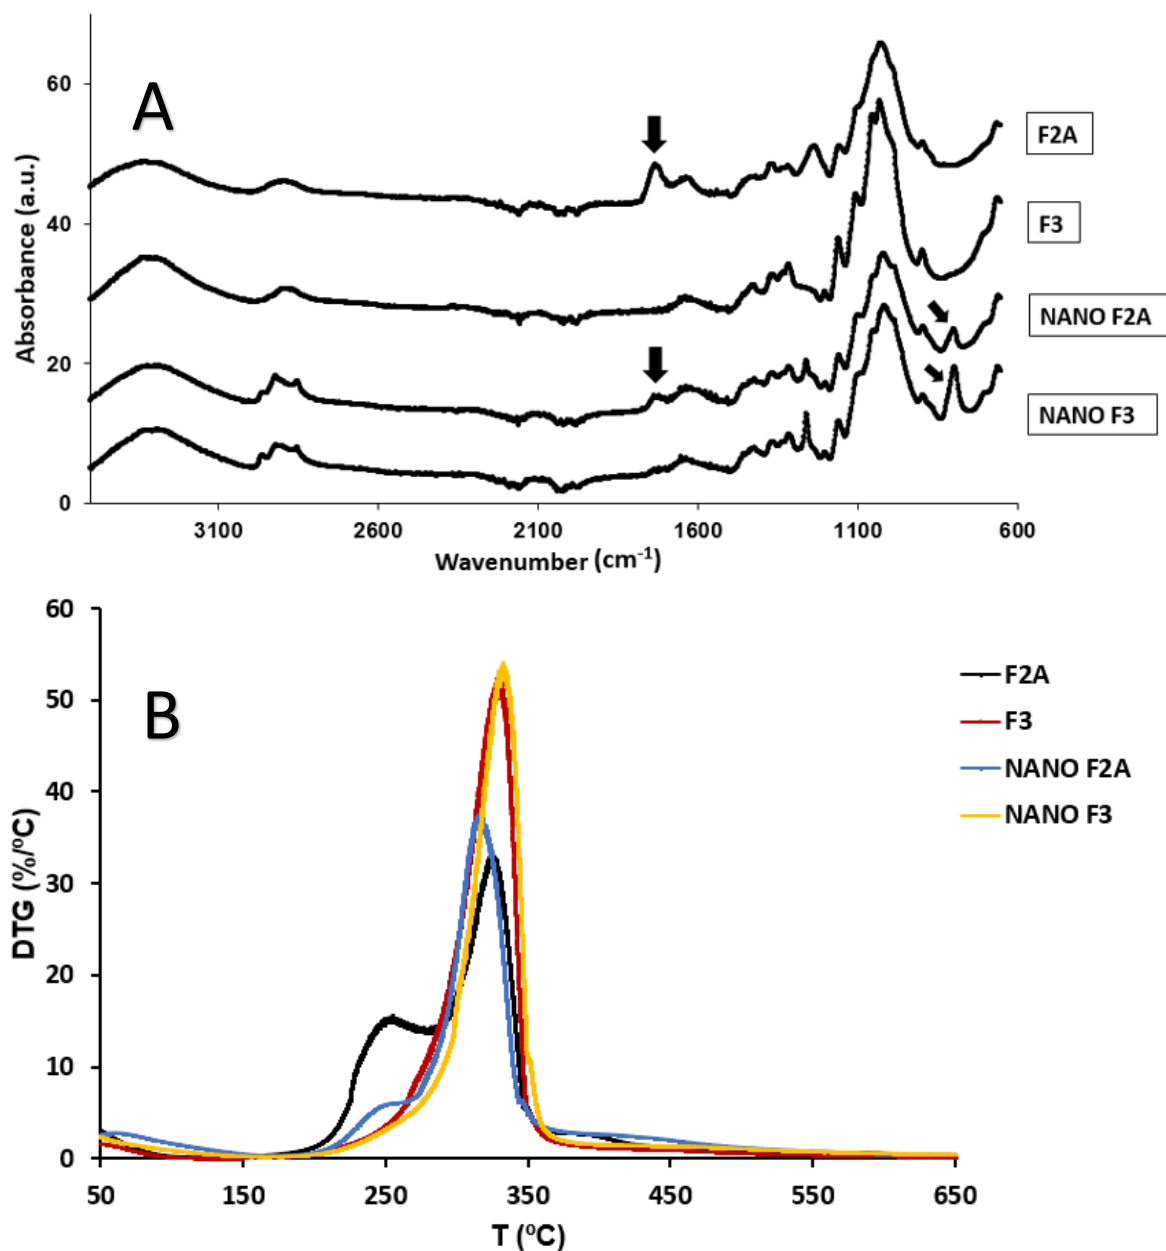 A
60
40
20
0
Absorbance (a.u.)
3100 2600 2100 1600 1100 600
Wavenumber (cm-1)
F2A
F3
NANO F2A
NANO F3
B
60
50
40
30
20
10
0
DTG (%/ºC)
50 150 250 350 450 550 650
T (ºC)
F2A
F3
NANO F2A
NANO F3